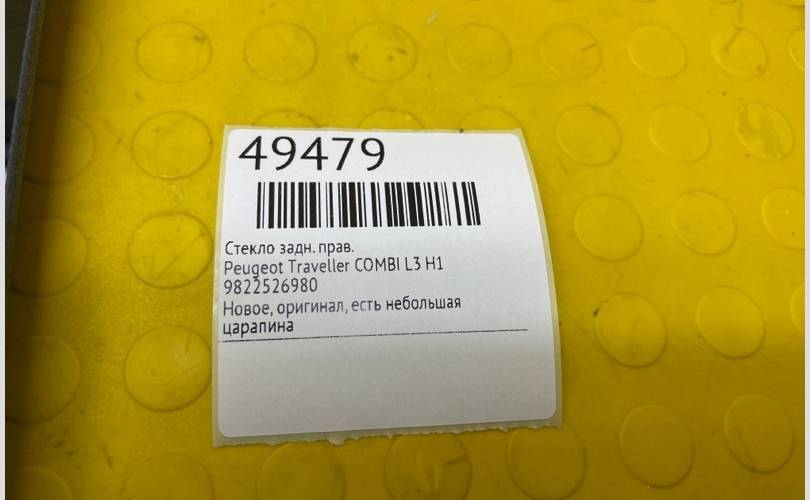 49479
Стекло задн. прав.
Peugeot Traveller COMBI L3 H1
9822526980
Новое, оригинал, есть небольшая
царапина